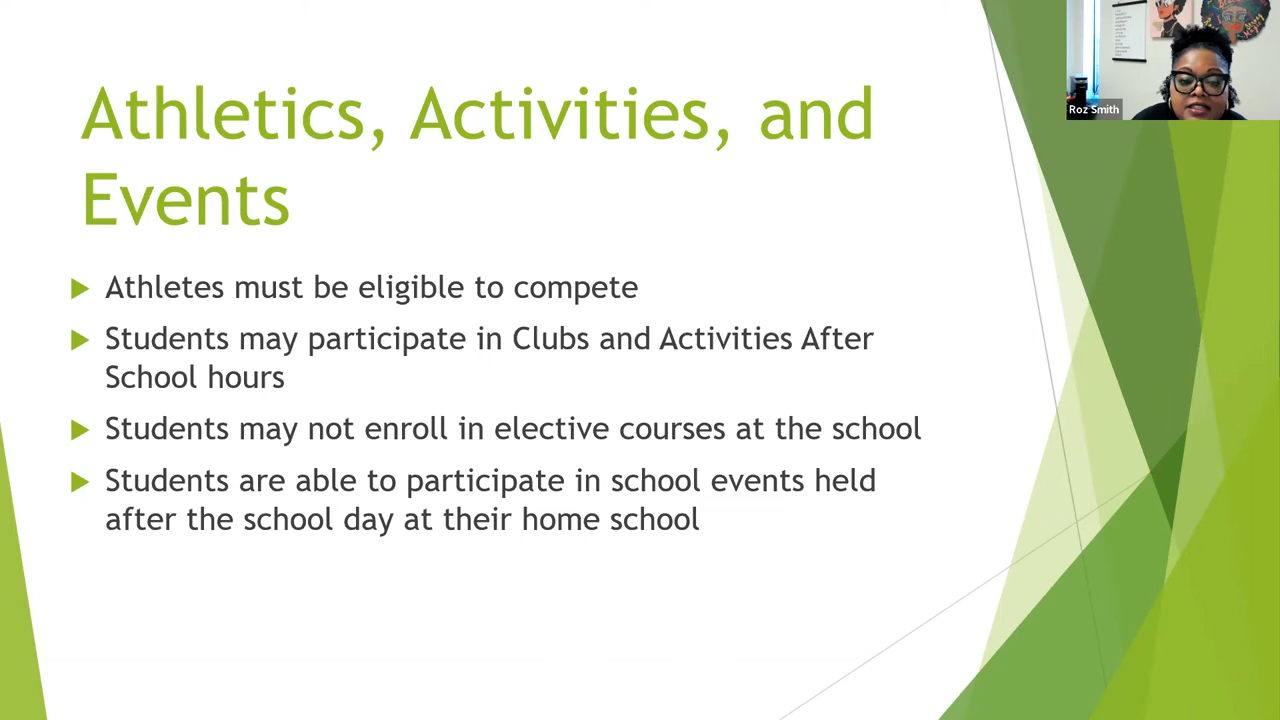 Athletics, Activities, and
Events
Athletes must be eligible to compete
Students may participate in Clubs and Activities After
School hours
Students may not enroll in elective courses at the school
Students are able to participate in school events held
after the school day at their home school
Roz Smith